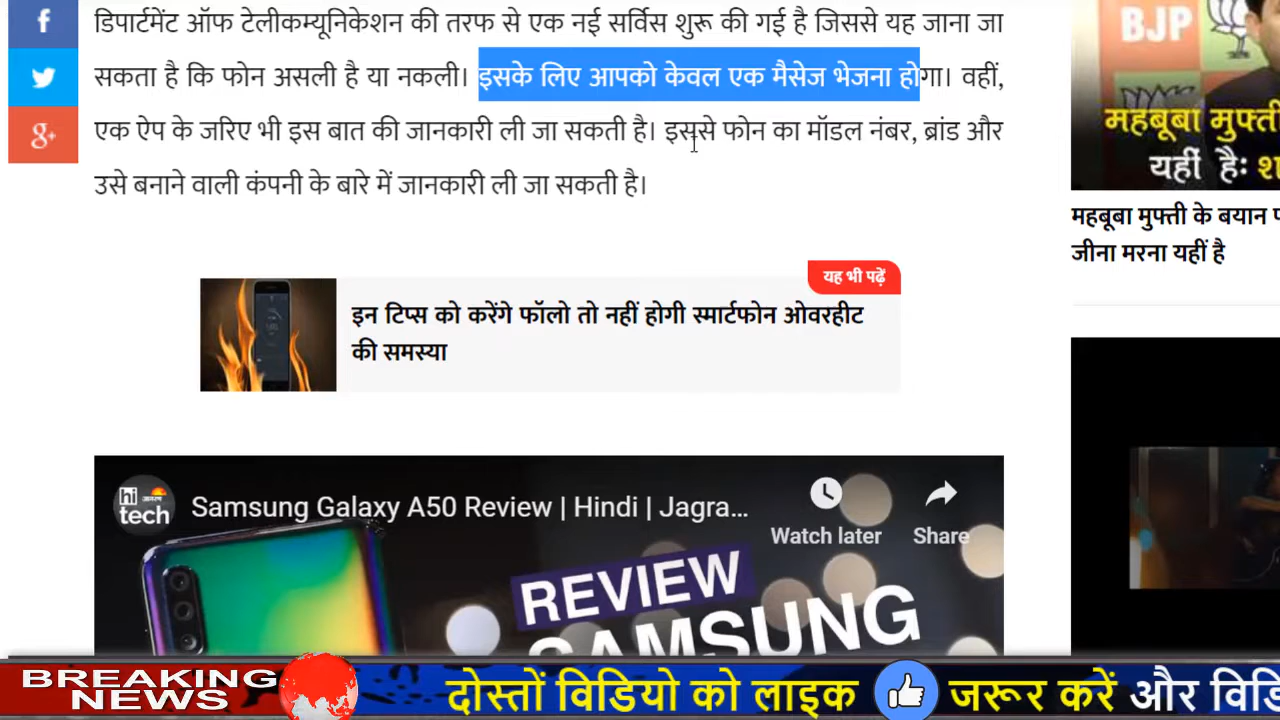 डिपार्टमेंट ऑफ टेलीकम्यूनिकेशन की तरफ से एक नई सर्विस शुरू की गई है जिससे यह जाना जा
सकता है कि फोन असली है या नकली। इसके लिए आपको केवल एक मैसेज भेजना होगा। वहीं,
एक ऐप के जरिए भी इस बात की जानकारी ली जा सकती है। इससे फोन का मॉडल नंबर, ब्रांड और
उसे बनाने वाली कंपनी के बारे में जानकारी ली जा सकती है।
यह भी पढ़ें
इन टिप्स को करेंगे फॉलो तो नहीं होगी स्मार्टफोन ओवरहीट
की समस्या
hi
tech
Samsung Galaxy A50 Review | Hindi | Jagra...
Watch later
Share
REVIEW
SAMSUNG
BJP
महबूबा मुफ्ती
यहीं है:
महबूबा मुफ्ती के बयान
जीना मरना यहीं है
BREAKING
NEWS
दोस्तों विडियो को लाइक जरूर करें और विडि